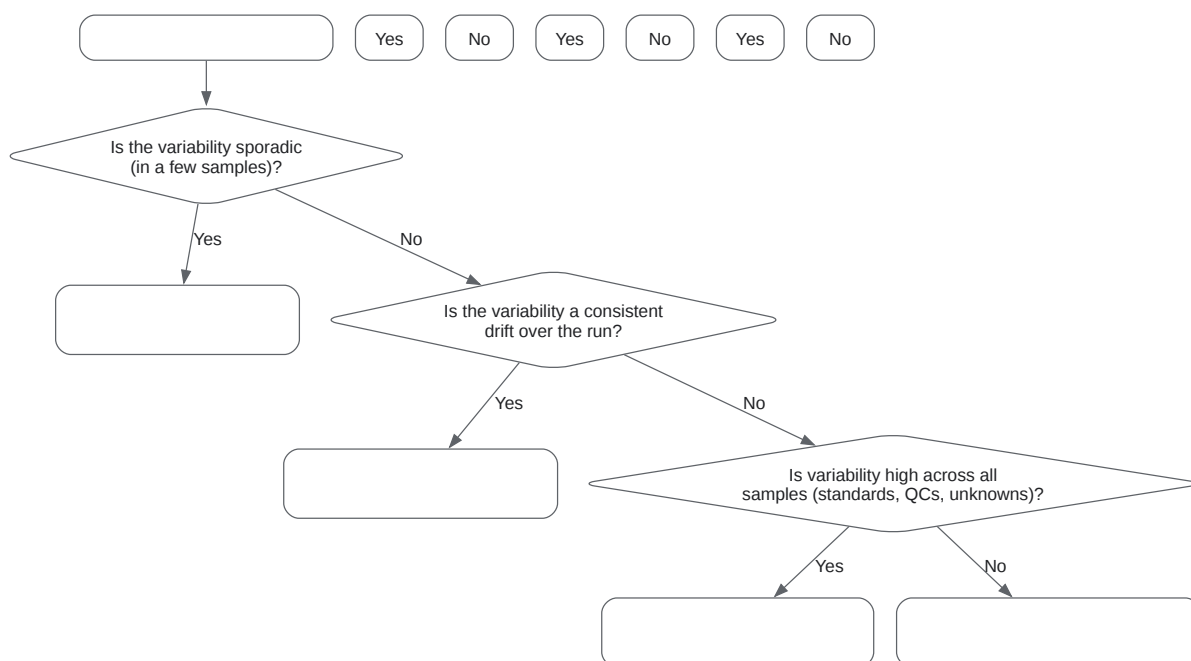 Yes
No
Yes
No
Yes
No
Is the variability sporadic
(in a few samples)?
Yes
No
Is the variability a consistent
drift over the run?
Yes
No
Is variability high across all
samples (standards, QCs, unknowns)?
Yes
No